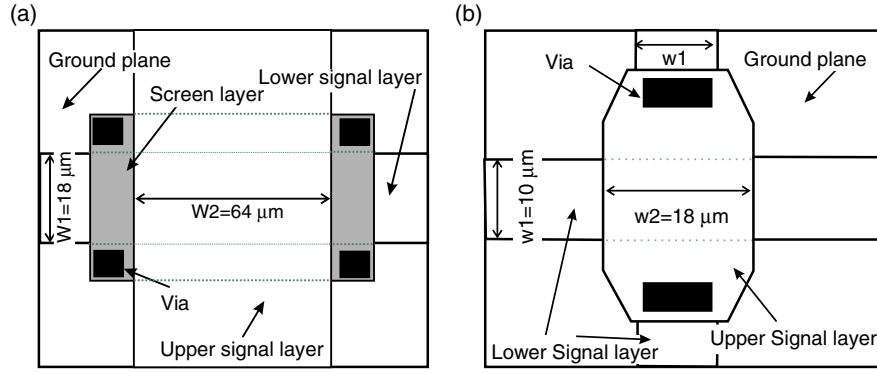 (a)
Ground plane
Screen layer
Lower signal layer
W1=18 μm
W2=64 μm
Via
Upper signal layer
(b)
w1
Via
Ground plane
w1=10 μm
w2=18 μm
Lower Signal layer
Upper Signal layer